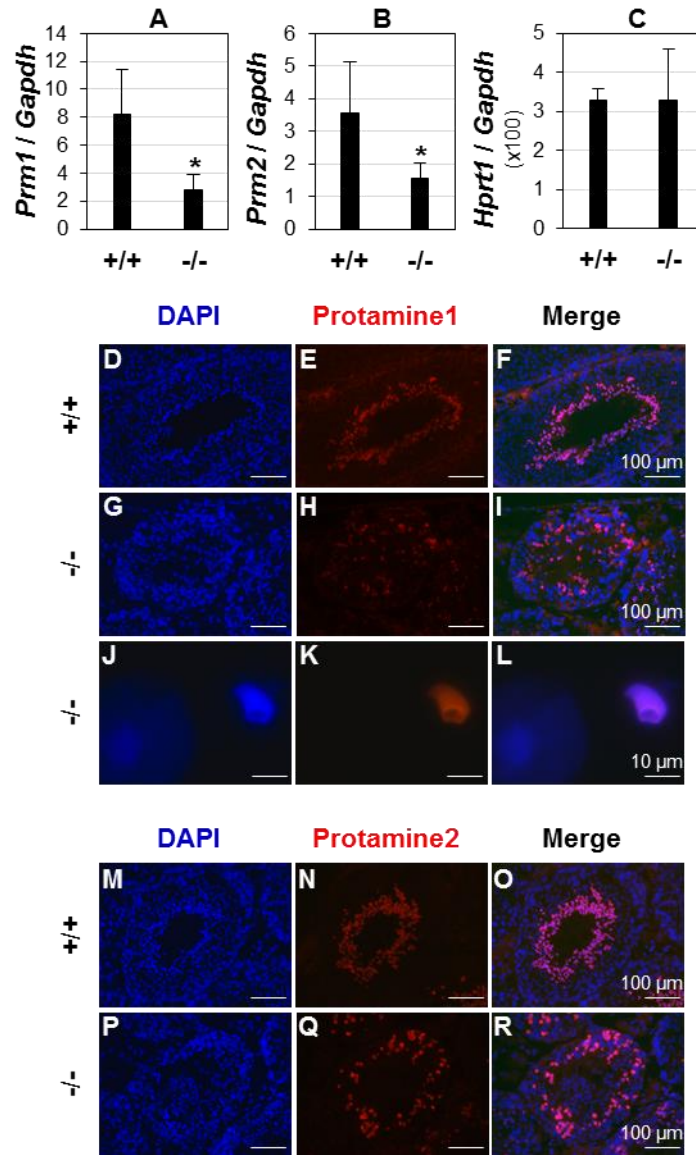 A
Prm1 / Gapdh
14
12
10
8
6
4
2
0
*
+/+ -/-
B
Prm2 / Gapdh
6
5
4
3
2
1
0
*
+/+ -/-
C
Hprt1 / Gapdh
(x100)
5
4
3
2
1
0
+/+ -/-
DAPI Protamine1 Merge
+/+
D E F
100 µm
-/-
G H I
100 µm
-/-
J K L
10 µm
DAPI Protamine2 Merge
+/+
M N O
100 µm
-/-
P Q R
100 µm